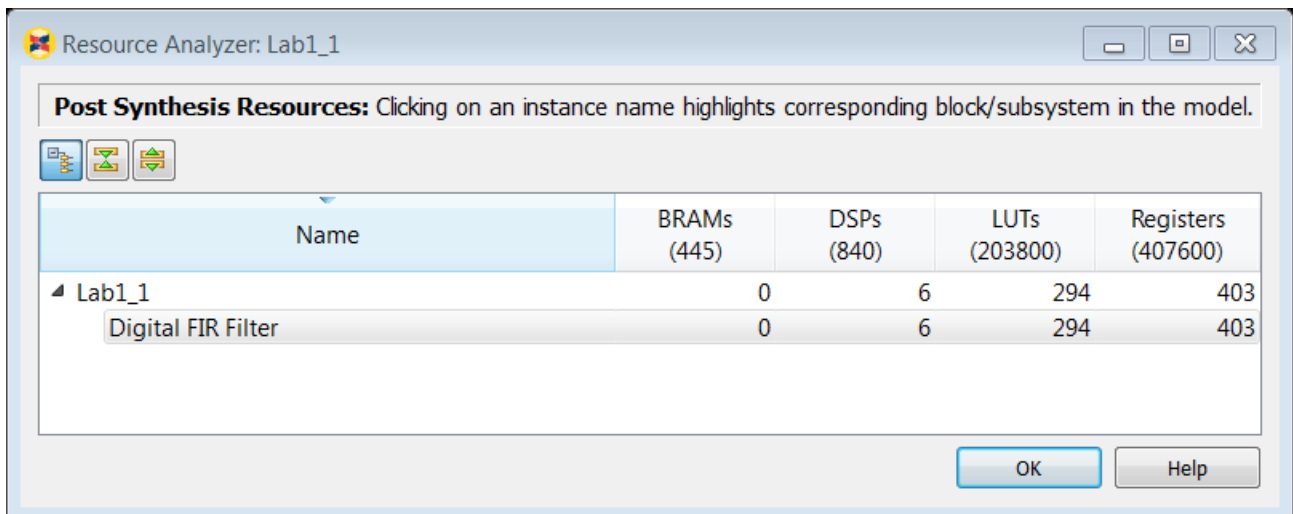 Resource Analyzer: Lab1_1
Post Synthesis Resources: Clicking on an instance name highlights corresponding block/subsystem in the model.
Name BRAMs (445) DSPs (840) LUTs (203800) Registers (407600)
Lab1_1 0 6 294 403
Digital FIR Filter 0 6 294 403
OK Help